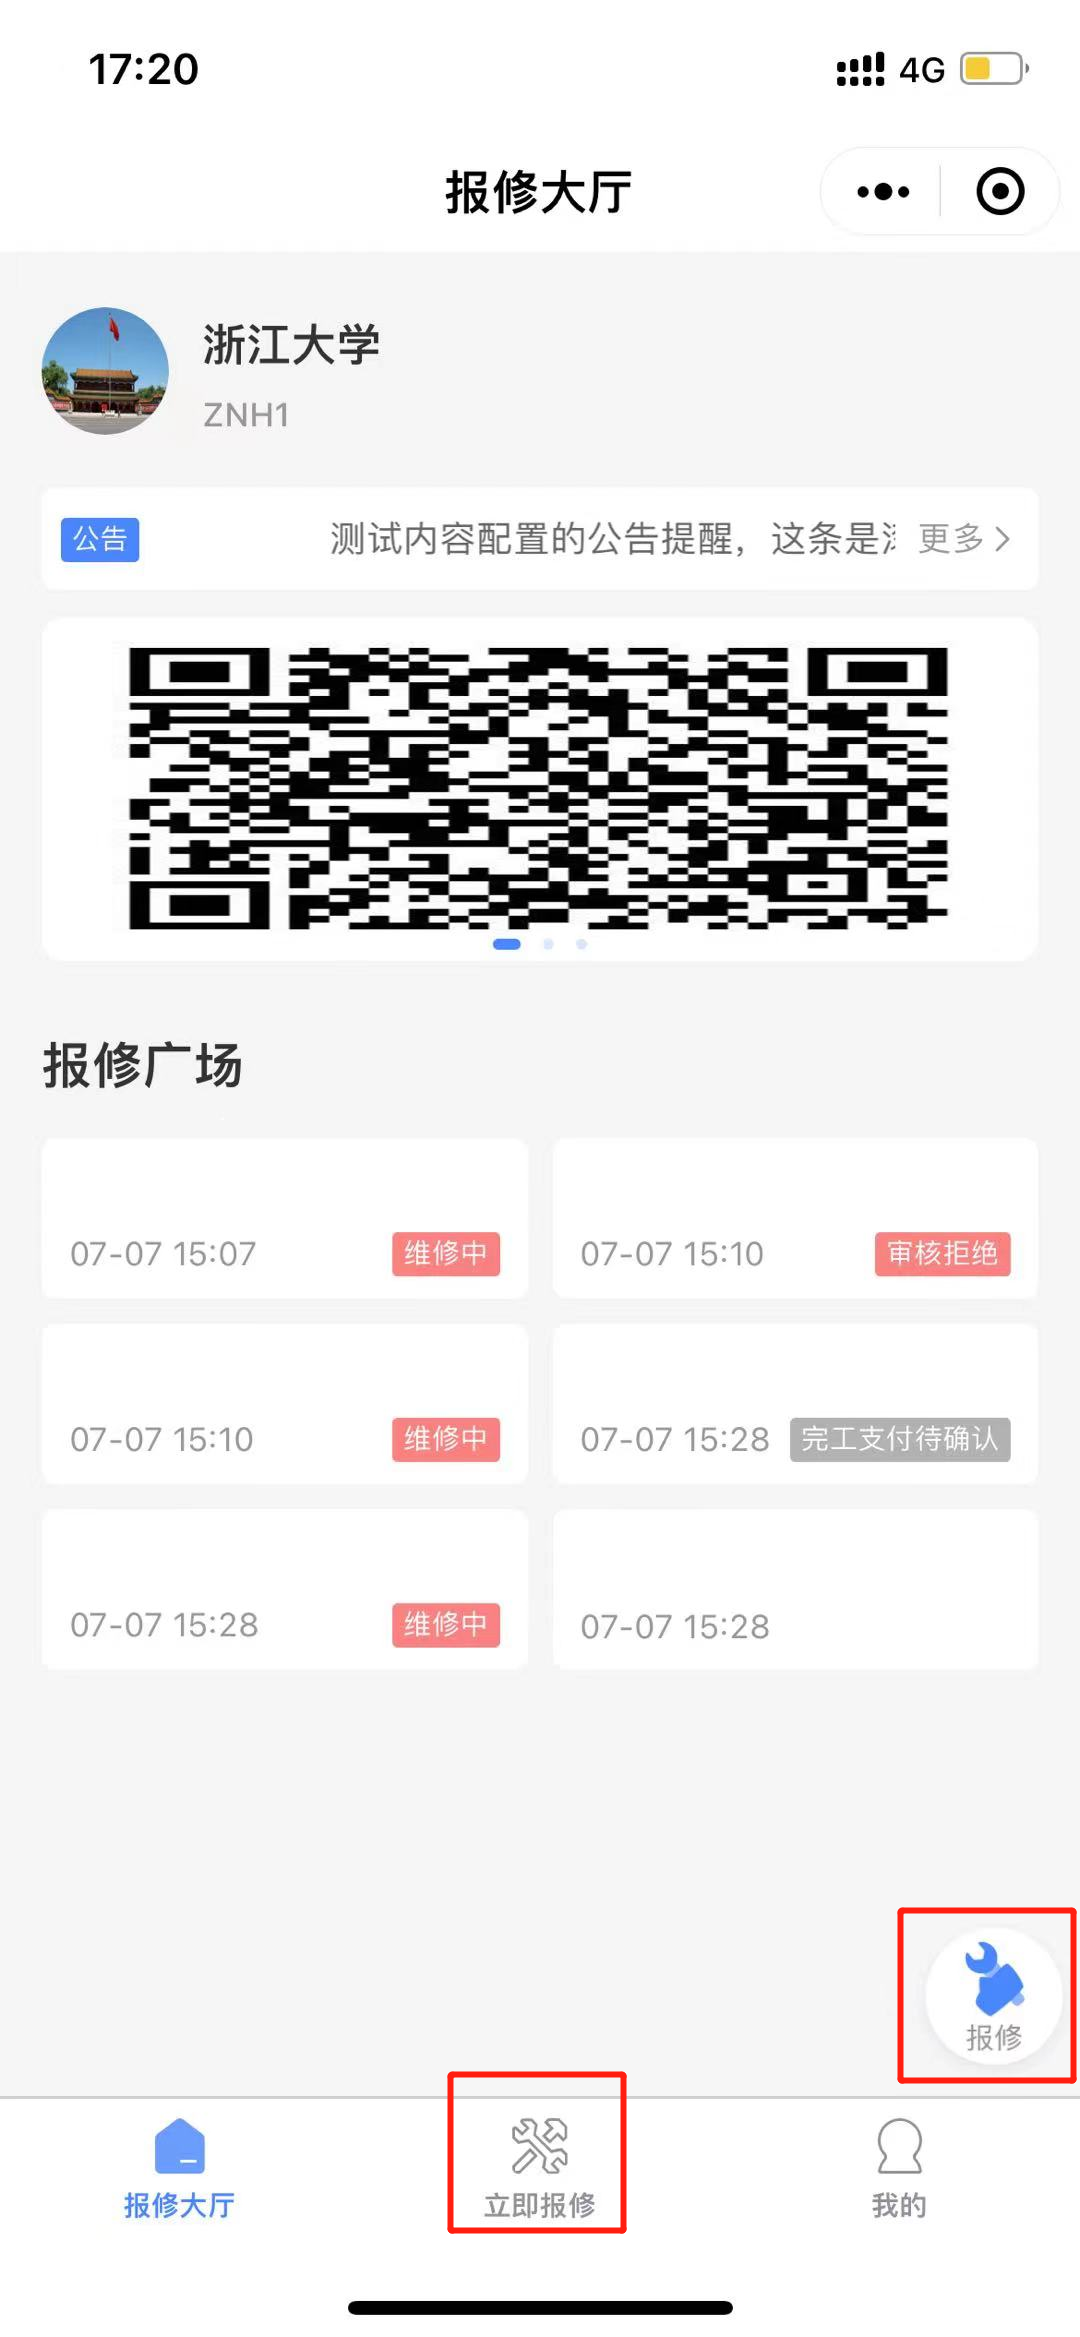 17:20
4G
报修大厅
浙江大学
ZNH1
公告 测试内容配置的公告提醒，这条是 更多
报修广场
07-07 15:07 维修中
07-07 15:10 审核拒绝
07-07 15:10 维修中
07-07 15:28 完工支付待确认
07-07 15:28 维修中
07-07 15:28
报修
报修大厅
立即报修
我的